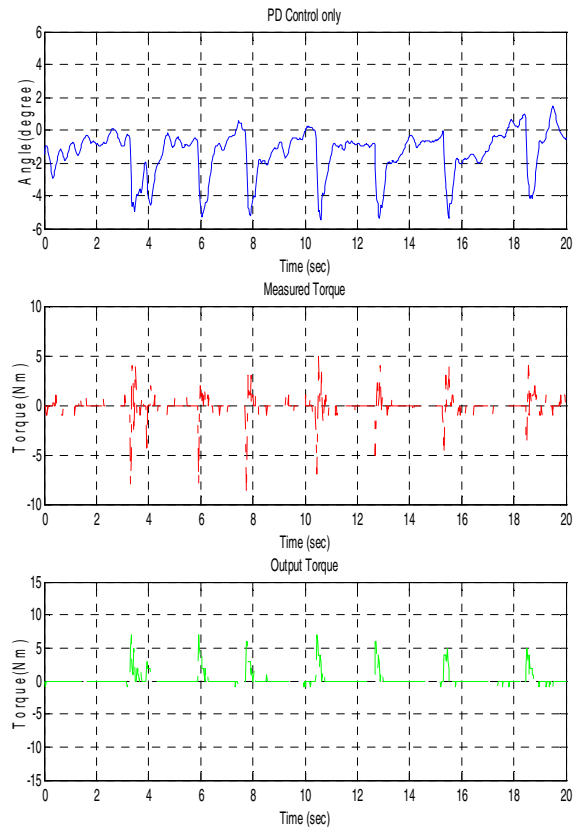 PD Control only
6
4
2
0
-2
-4
-6
Angle(degree)
0 2 4 6 8 10 12 14 16 18 20
Time (sec)
Measured Torque
10
5
0
-5
-10
Torque(Nm)
0 2 4 6 8 10 12 14 16 18 20
Time (sec)
Output Torque
15
10
5
0
-5
-10
-15
Torque(Nm)
0 2 4 6 8 10 12 14 16 18 20
Time (sec)